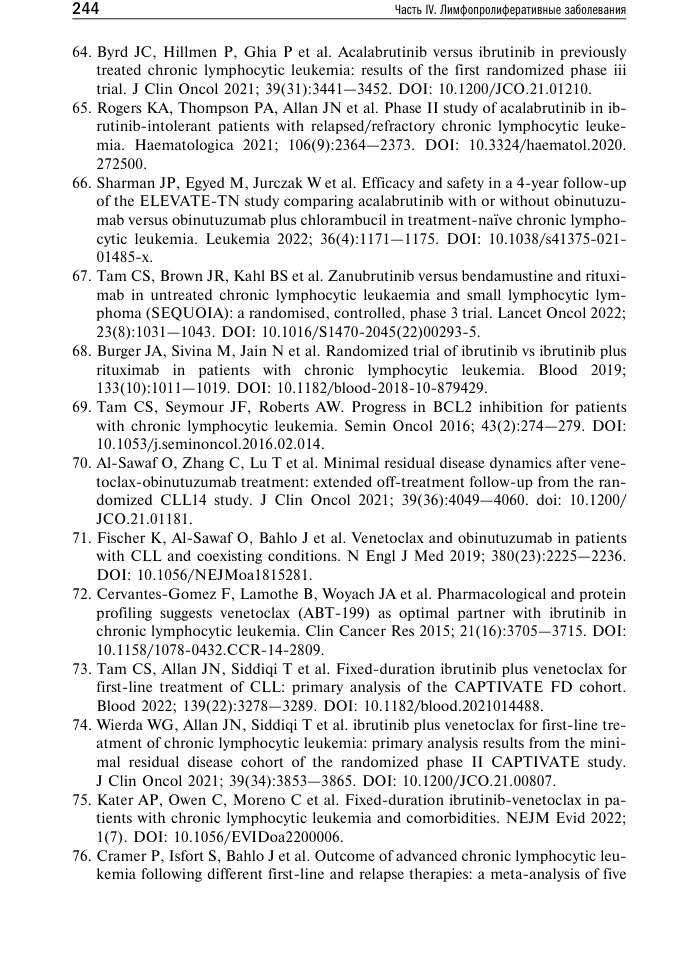 244
Часть IV. Лимфопролиферативные заболевания
64. Byrd JC, Hillmen P, Ghia P et al. Acalabrutinib versus ibrutinib in previously
treated chronic lymphocytic leukemia: results of the first randomized phase iii
trial. J Clin Oncol 2021; 39(31):3441—3452. DOI: 10.1200/JCO.21.01210.
65. Rogers KA, Thompson PA, Allan JN et al. Phase II study of acalabrutinib in ib-
rutinib-intolerant patients with relapsed/refractory chronic lymphocytic leuke-
mia. Haematologica 2021; 106(9):2364—2373. DOI: 10.3324/haematol.2020.
272500.
66. Sharman JP, Egyed M, Jurczak W et al. Efficacy and safety in a 4-year follow-up
of the ELEVATE-TN study comparing acalabrutinib with or without obinutuzu-
mab versus obinutuzumab plus chlorambucil in treatment-naïve chronic lympho-
cytic leukemia. Leukemia 2022; 36(4):1171—1175. DOI: 10.1038/s41375-021-
01485-x.
67. Tam CS, Brown JR, Kahl BS et al. Zanubrutinib versus bendamustine and rituxi-
mab in untreated chronic lymphocytic leukaemia and small lymphocytic lym-
phoma (SEQUOIA): a randomised, controlled, phase 3 trial. Lancet Oncol 2022;
23(8):1031—1043. DOI: 10.1016/S1470-2045(22)00293-5.
68. Burger JA, Sivina M, Jain N et al. Randomized trial of ibrutinib vs ibrutinib plus
rituximab in patients with chronic lymphocytic leukemia. Blood 2019;
133(10):1011—1019. DOI: 10.1182/blood-2018-10-879429.
69. Tam CS, Seymour JF, Roberts AW. Progress in BCL2 inhibition for patients
with chronic lymphocytic leukemia. Semin Oncol 2016; 43(2):274—279. DOI:
10.1053/j.seminoncol.2016.02.014.
70. Al-Sawaf O, Zhang C, Lu T et al. Minimal residual disease dynamics after vene-
toclax-obinutuzumab treatment: extended off-treatment follow-up from the ran-
domized CLL14 study. J Clin Oncol 2021; 39(36):4049—4060. doi: 10.1200/
JCO.21.01181.
71. Fischer K, Al-Sawaf O, Bahlo J et al. Venetoclax and obinutuzumab in patients
with CLL and coexisting conditions. N Engl J Med 2019; 380(23):2225—2236.
DOI: 10.1056/NEJMoa1815281.
72. Cervantes-Gomez F, Lamothe B, Woyach JA et al. Pharmacological and protein
profiling suggests venetoclax (ABT-199) as optimal partner with ibrutinib in
chronic lymphocytic leukemia. Clin Cancer Res 2015; 21(16):3705—3715. DOI:
10.1158/1078-0432.CCR-14-2809.
73. Tam CS, Allan JN, Siddiqi T et al. Fixed-duration ibrutinib plus venetoclax for
first-line treatment of CLL: primary analysis of the CAPTIVATE FD cohort.
Blood 2022; 139(22):3278—3289. DOI: 10.1182/blood.2021014488.
74. Wierda WG, Allan JN, Siddiqi T et al. ibrutinib plus venetoclax for first-line tre-
atment of chronic lymphocytic leukemia: primary analysis results from the mini-
mal residual disease cohort of the randomized phase II CAPTIVATE study.
J Clin Oncol 2021; 39(34):3853—3865. DOI: 10.1200/JCO.21.00807.
75. Kater AP, Owen C, Moreno C et al. Fixed-duration ibrutinib-venetoclax in pa-
tients with chronic lymphocytic leukemia and comorbidities. NEJM Evid 2022;
1(7). DOI: 10.1056/EVIDoa2200006.
76. Cramer P, Isfort S, Bahlo J et al. Outcome of advanced chronic lymphocytic leu-
kemia following different first-line and relapse therapies: a meta-analysis of five